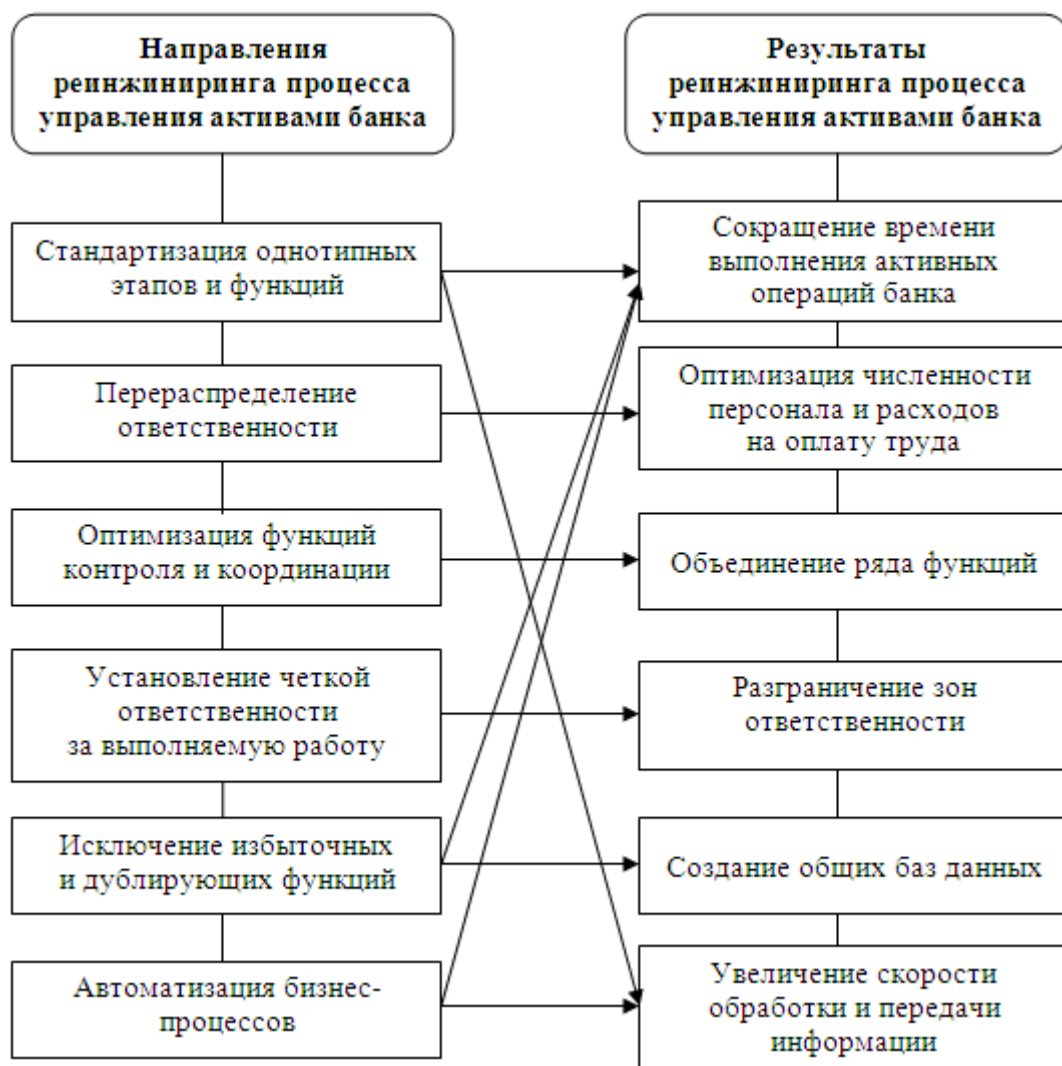 Направления
реинжиниринга процесса
управления активами банка
Стандартизация однотипных
этапов и функций
Перераспределение
ответственности
Оптимизация функций
контроля и координации
Установление четкой
ответственности
за выполняемую работу
Исключение избыточных
и дублирующих функций
Автоматизация бизнес-
процессов
Результаты
реинжиниринга процесса
управления активами банка
Сокращение времени
выполнения активных
операций банка
Оптимизация численности
персонала и расходов
на оплату труда
Объединение ряда функций
Разграничение зон
ответственности
Создание общих баз данных
Увеличение скорости
обработки и передачи
информации